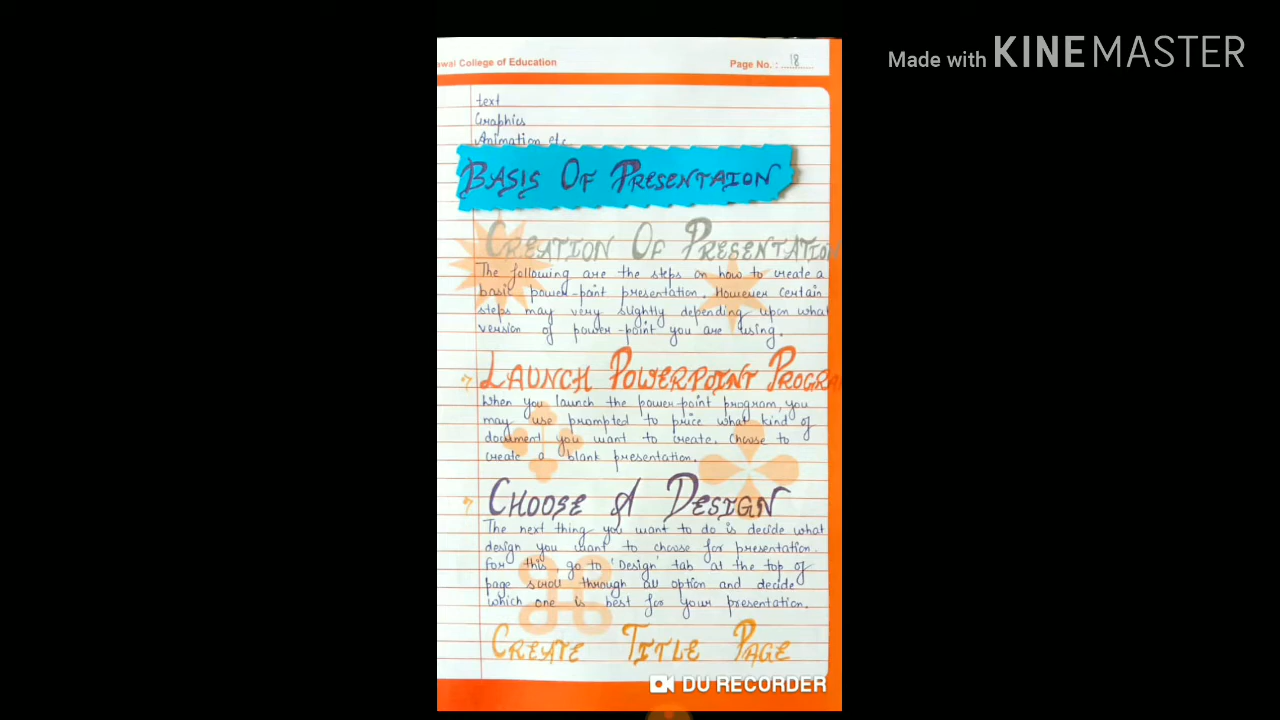 Made with KINEMASTER
awal College of Education
Page No. : 18
text
Graphics
Animation etc.
BASIS OF PRESENTAION
CREATION OF PRESENTATION
The following are the steps on how to create a
basic power-point presentation. However certain
steps may very slightly depending upon what
version of power-point you are using.
LAUNCH POWERPOINT PROGRA
When you launch the power-point program, you
may use prompted to price what kind of
document you want to create. Choose to
create a blank presentation.
CHOOSE A DESIGN
The next thing you want to do is decide what
design you want to choose for presentation.
For this, go to 'Design' tab at the top of
page scroll through all option and decide
which one is best for your presentation.
CREATE TITLE PAGE
DU RECORDER